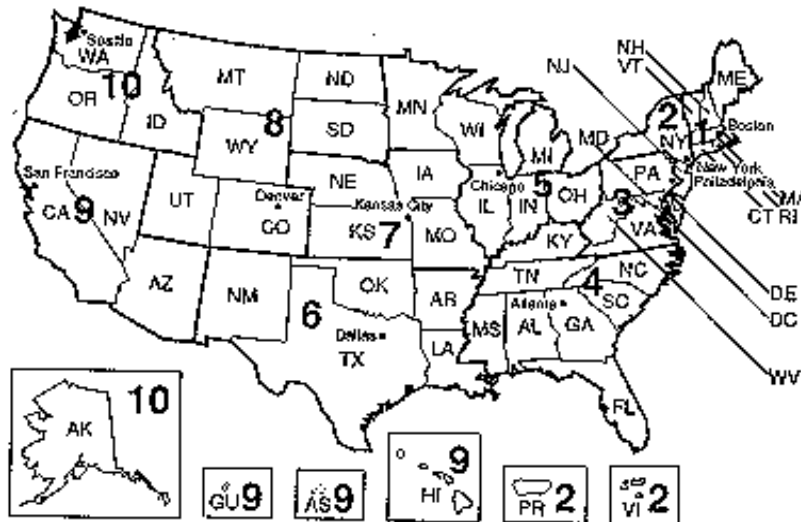 Seattle
WA
10
OR
ID
MT
ND
MN
8
WY
SD
WI
MI
NH
VT
NJ
ME
2
NY
1
Boston
MD
PA
New York
Philadelphia
MA
CT RI
San Francisco
CA
9
NV
UT
Denver
CO
NE
IA
Kansas City
KS
7
MO
Chicago
IL
IN
5
OH
3
VA
KY
DE
DC
WV
AZ
NM
OK
6
Dallas
TX
AR
LA
TN
4
NC
SC
MS
AL
Atlanta
GA
FL
AK
10
GU 9
AS 9
9
HI
PR 2
VI 2